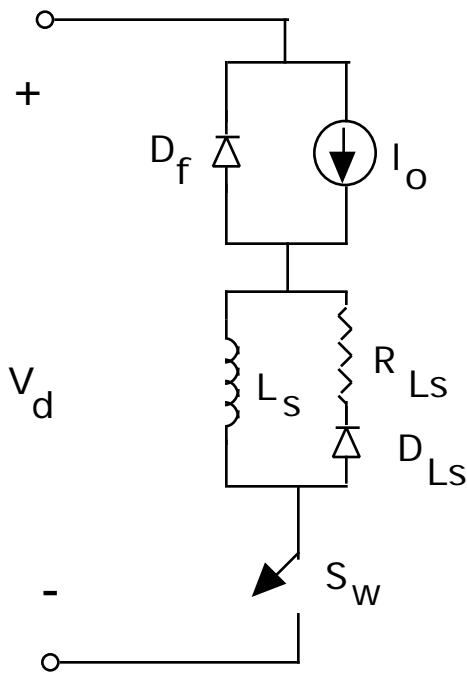 +
D_f
I_o
V_d
L_s
R_Ls
D_Ls
-
S_w